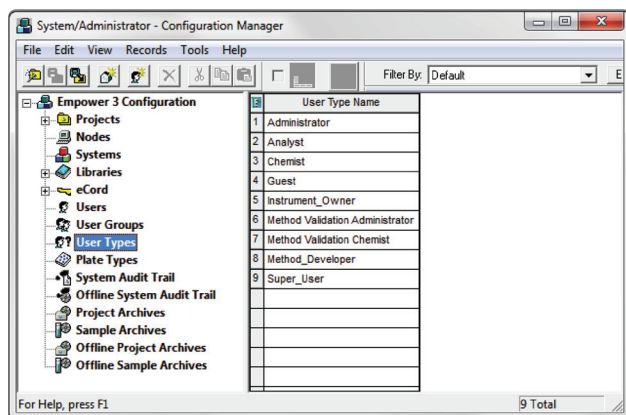 System/Administrator - Configuration Manager
File Edit View Records Tools Help
Filter By: Default
E
Empower 3 Configuration
Projects
Nodes
Systems
Libraries
eCord
Users
User Groups
User Types
Plate Types
System Audit Trail
Offline System Audit Trail
Project Archives
Sample Archives
Offline Project Archives
Offline Sample Archives
User Type Name
1 Administrator
2 Analyst
3 Chemist
4 Guest
5 Instrument_Owner
6 Method Validation Administrator
7 Method Validation Chemist
8 Method_Developer
9 Super_User
For Help, press F1
9 Total